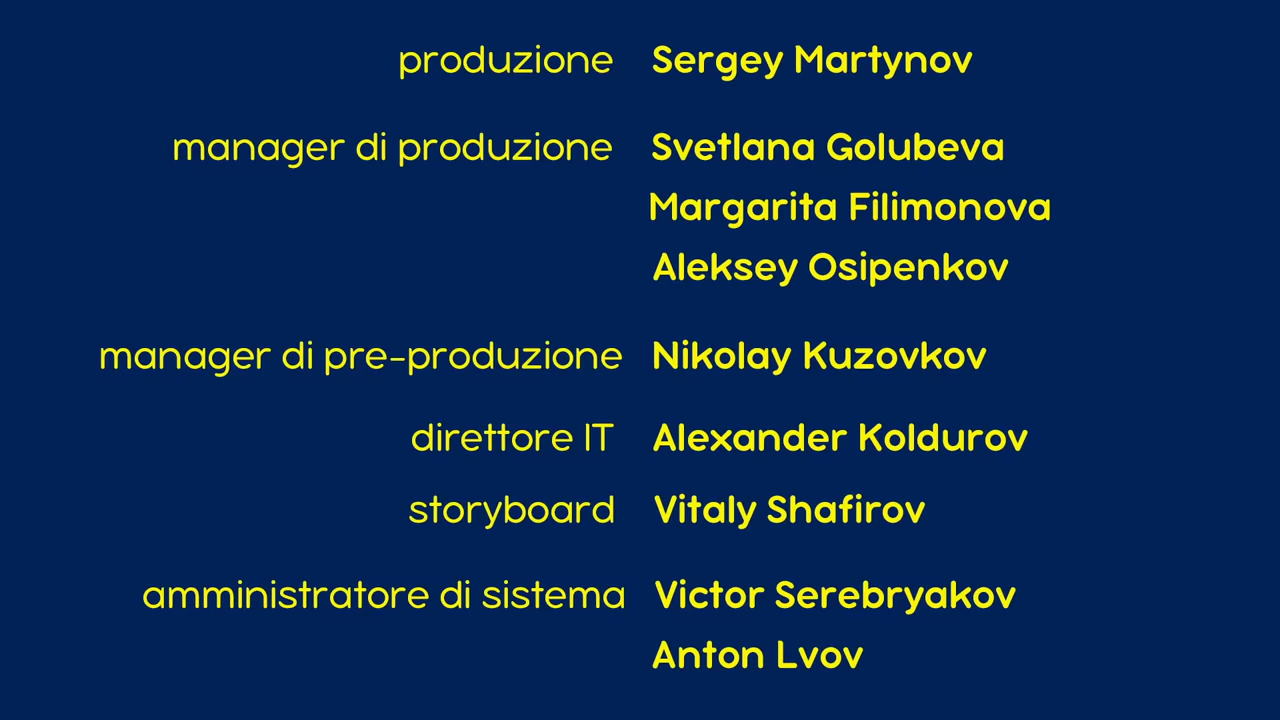 produzione Sergey Martynov
manager di produzione Svetlana Golubeva
Margarita Filimonova
Aleksey Osipenkov
manager di pre-produzione Nikolay Kuzovkov
direttore IT Alexander Koldurov
storyboard Vitaly Shafirov
amministratore di sistema Victor Serebryakov
Anton Lvov